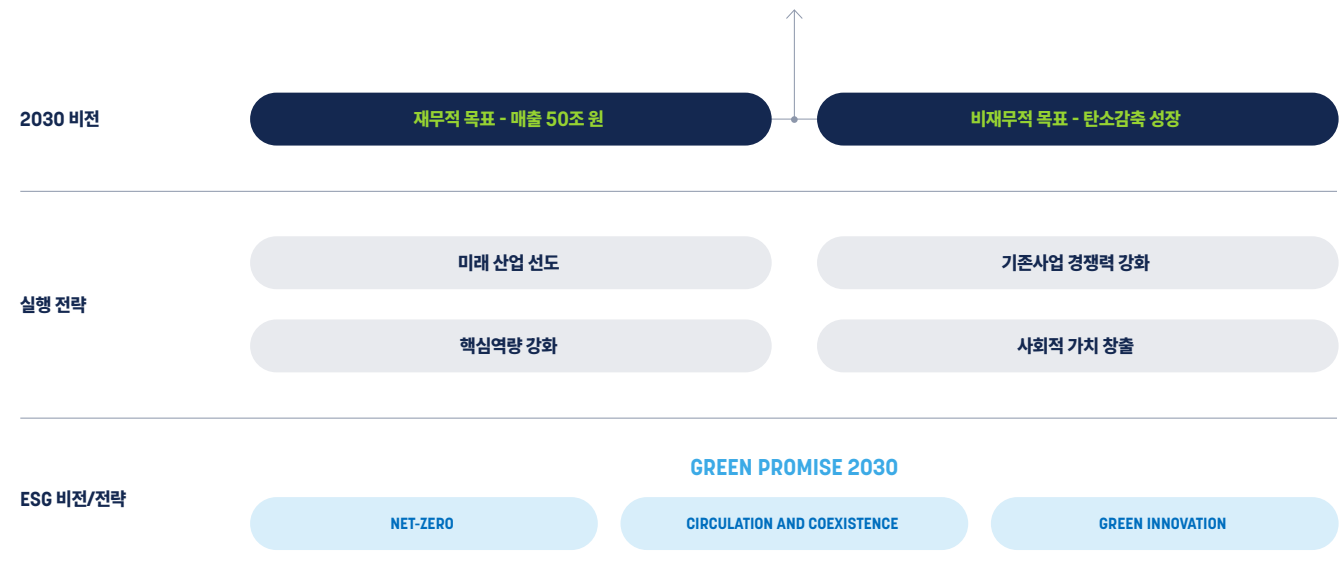 2030 비전
재무적 목표 - 매출 50조 원
비재무적 목표 - 탄소감축 성장
실행 전략
미래 산업 선도
기존사업 경쟁력 강화
핵심역량 강화
사회적 가치 창출
ESG 비전/전략
GREEN PROMISE 2030
NET-ZERO
CIRCULATION AND COEXISTENCE
GREEN INNOVATION